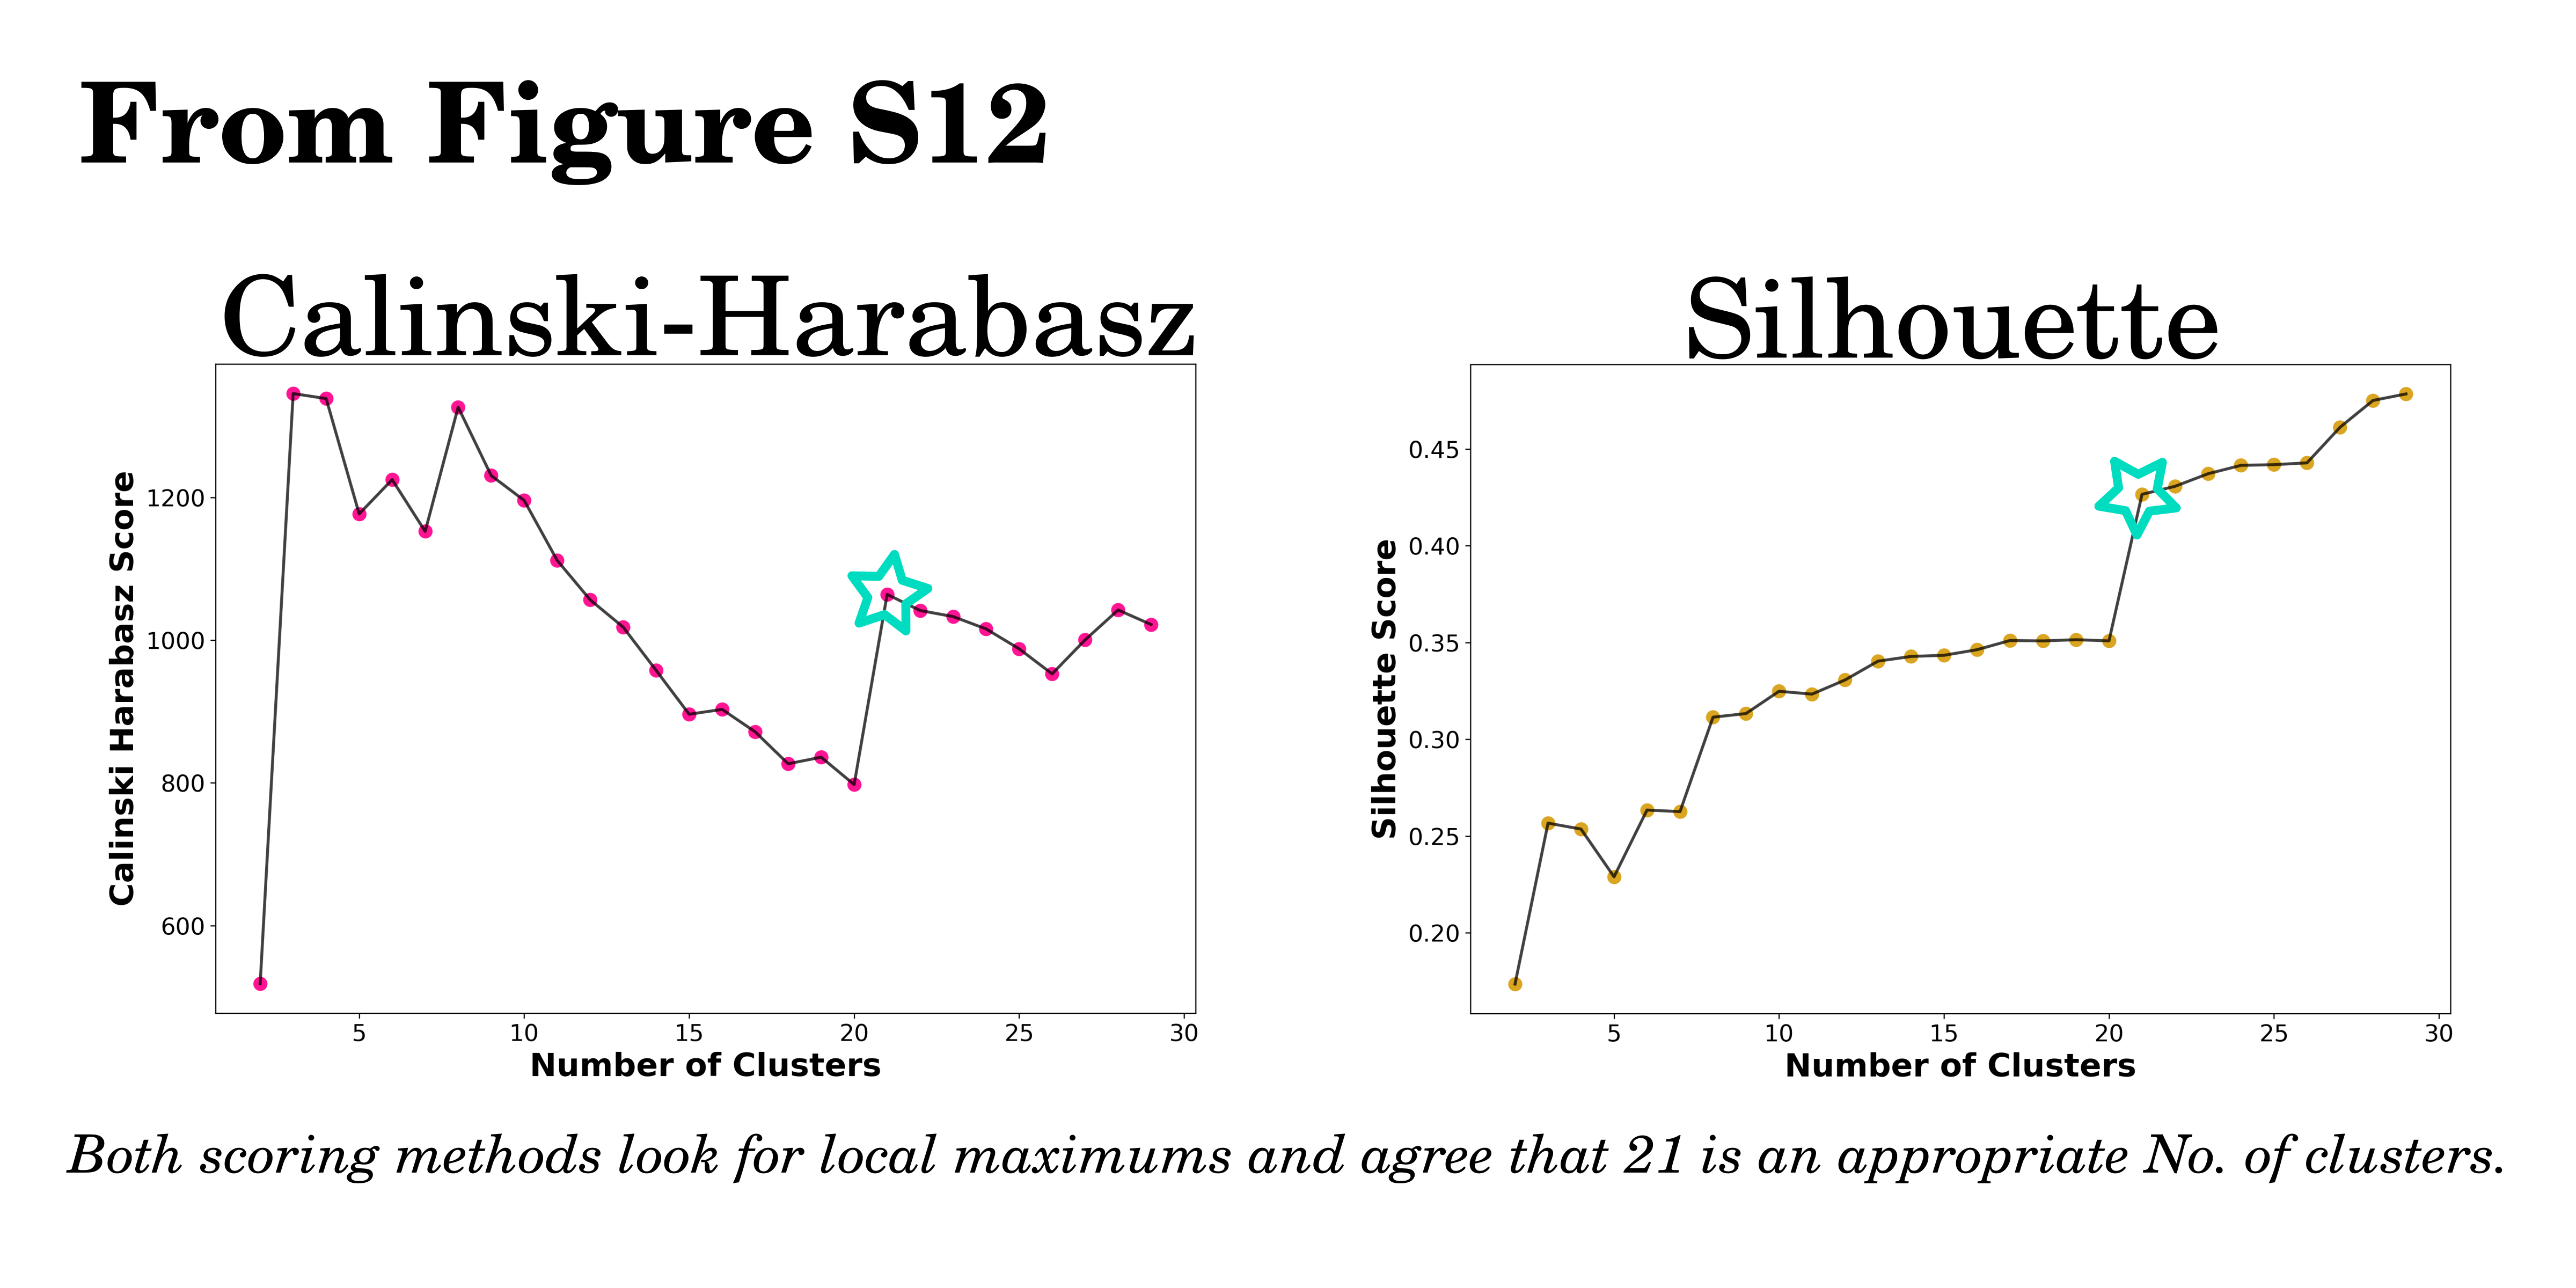 From Figure S12
Calinski-Harabasz
Calinski Harabasz Score
1200
1000
800
600
5 10 15 20 25 30
Number of Clusters
Silhouette
Silhouette Score
0.45
0.40
0.35
0.30
0.25
0.20
5 10 15 20 25 30
Number of Clusters
Both scoring methods look for local maximums and agree that 21 is an appropriate No. of clusters.